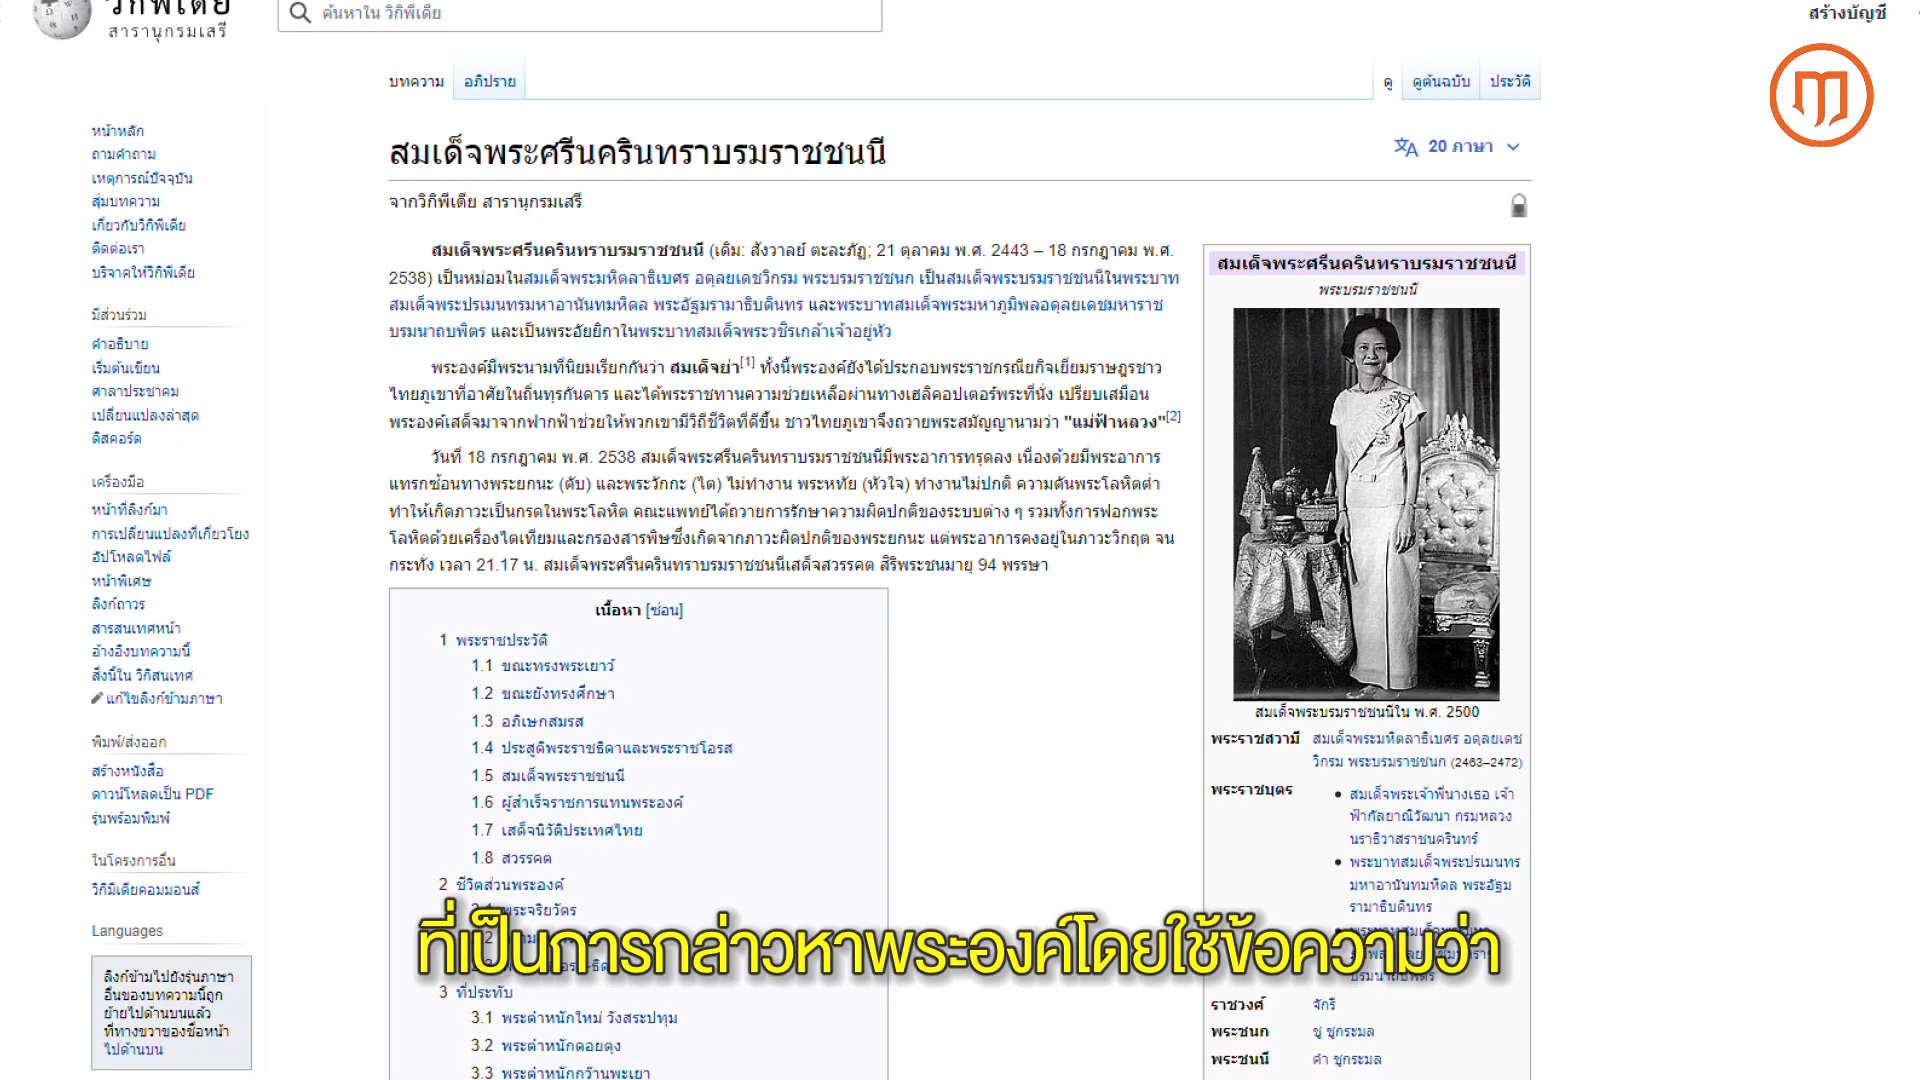 วิกิพีเดีย
สารานุกรมเสรี
ค้นหาใน วิกิพีเดีย
สร้างบัญชี
บทความ
อภิปราย
ดู
ดูต้นฉบับ
ประวัติ
หน้าหลัก
ถามคำถาม
เหตุการณ์ปัจจุบัน
สุ่มบทความ
เกี่ยวกับวิกิพีเดีย
ติดต่อเรา
บริจาคให้วิกิพีเดีย
มีส่วนร่วม
คำอธิบาย
เริ่มต้นเขียน
ศาลาประชาคม
เปลี่ยนแปลงล่าสุด
ดิสคอร์ด
เครื่องมือ
หน้าที่ลิงก์มา
การเปลี่ยนแปลงที่เกี่ยวโยง
อัปโหลดไฟล์
หน้าพิเศษ
ลิงก์ถาวร
สารสนเทศหน้า
อ้างอิงบทความนี้
สิ่งนี้ใน วิกิสนเทศ
แก้ไขลิงก์ข้ามภาษา
พิมพ์/ส่งออก
สร้างหนังสือ
ดาวน์โหลดเป็น PDF
รุ่นพร้อมพิมพ์
ในโครงการอื่น
วิกิมีเดียคอมมอนส์
Languages
ลิงก์ข้ามไปยังรุ่นภาษา
อื่นของบทความนี้ถูก
ย้ายไปด้านบนแล้ว
ที่ทางขวาของชื่อหน้า
ไปด้านบน
สมเด็จพระศรีนครินทราบรมราชชนนี
20 ภาษา
จากวิกิพีเดีย สารานุกรมเสรี
สมเด็จพระศรีนครินทราบรมราชชนนี (เดิม: สังวาลย์ ตะละภัฏ; 21 ตุลาคม พ.ศ. 2443 – 18 กรกฎาคม พ.ศ.
2538) เป็นหม่อมในสมเด็จพระมหิตลาธิเบศร อดุลยเดชวิกรม พระบรมราชชนก เป็นสมเด็จพระบรมราชชนนีในพระบาท
สมเด็จพระปรเมนทรมหาอานันทมหิดล พระอัฐมรามาธิบดินทร และพระบาทสมเด็จพระมหาภูมิพลอดุลยเดชมหาราช
บรมนาถบพิตร และเป็นพระอัยยิกาในพระบาทสมเด็จพระวชิรเกล้าเจ้าอยู่หัว
พระองค์มีพระนามที่นิยมเรียกกันว่า สมเด็จย่า[1] ทั้งนี้พระองค์ยังได้ประกอบพระราชกรณียกิจเยี่ยมราษฎรชาว
ไทยภูเขาที่อาศัยในถิ่นทุรกันดาร และได้พระราชทานความช่วยเหลือผ่านทางเฮลิคอปเตอร์พระที่นั่ง เปรียบเสมือน
พระองค์เสด็จมาจากฟากฟ้าช่วยให้พวกเขามีวิถีชีวิตที่ดีขึ้น ชาวไทยภูเขาจึงถวายพระสมัญญานามว่า "แม่ฟ้าหลวง"[2]
วันที่ 18 กรกฎาคม พ.ศ. 2538 สมเด็จพระศรีนครินทราบรมราชชนนีมีพระอาการทรุดลง เนื่องด้วยมีพระอาการ
แทรกซ้อนทางพระยกนะ (ตับ) และพระวักกะ (ไต) ไม่ทำงาน พระหทัย (หัวใจ) ทำงานไม่ปกติ ความดันพระโลหิตต่ำ
ทำให้เกิดภาวะเป็นกรดในพระโลหิต คณะแพทย์ได้ถวายการรักษาความผิดปกติของระบบต่าง ๆ รวมทั้งการฟอกพระ
โลหิตด้วยเครื่องไตเทียมและกรองสารพิษซึ่งเกิดจากภาวะผิดปกติของพระยกนะ แต่พระอาการคงอยู่ในภาวะวิกฤต จน
กระทั่ง เวลา 21.17 น. สมเด็จพระศรีนครินทราบรมราชชนนีเสด็จสวรรคต สิริพระชนมายุ 94 พรรษา
เนื้อหา [ซ่อน]
1 พระราชประวัติ
1.1 ขณะทรงพระเยาว์
1.2 ขณะยังทรงศึกษา
1.3 อภิเษกสมรส
1.4 ประสูติพระราชธิดาและพระราชโอรส
1.5 สมเด็จพระราชชนนี
1.6 ผู้สำเร็จราชการแทนพระองค์
1.7 เสด็จนิวัติประเทศไทย
1.8 สวรรคต
2 ชีวิตส่วนพระองค์
พระจริยวัตร
3 ที่ประทับ
3.1 พระตำหนักใหม่ วังสระปทุม
3.2 พระตำหนักดอยตุง
3.3 พระตำหนักกว๊านพะเยา
สมเด็จพระศรีนครินทราบรมราชชนนี
พระบรมราชชนนี
สมเด็จพระบรมราชชนนีใน พ.ศ. 2500
พระราชสวามี สมเด็จพระมหิตลาธิเบศร อดุลยเดช
วิกรม พระบรมราชชนก (2463–2472)
พระราชบุตร
• สมเด็จพระเจ้าพี่นางเธอ เจ้า
ฟ้ากัลยาณิวัฒนา กรมหลวง
นราธิวาสราชนครินทร์
• พระบาทสมเด็จพระปรเมนทร
มหาอานันทมหิดล พระอัฐม
รามาธิบดินทร
ราชวงศ์ จักรี
พระชนก ชู ชูกระมล
พระชนนี คำ ชูกระมล
ที่เป็นการกล่าวหาพระองค์โดยใช้ข้อความว่า